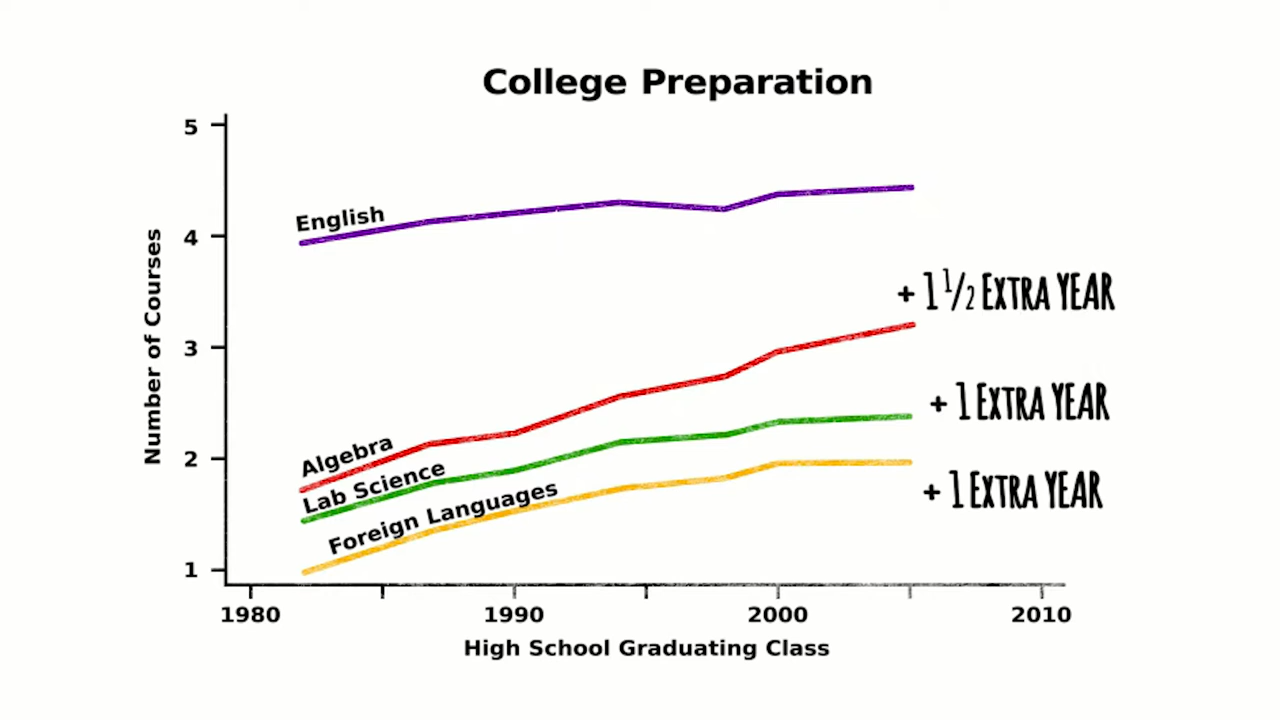 College Preparation
5
4
3
2
1
Number of Courses
English
Algebra
Lab Science
Foreign Languages
+ 1 1/2 EXTRA YEAR
+ 1 EXTRA YEAR
+ 1 EXTRA YEAR
1980 1990 2000 2010
High School Graduating Class